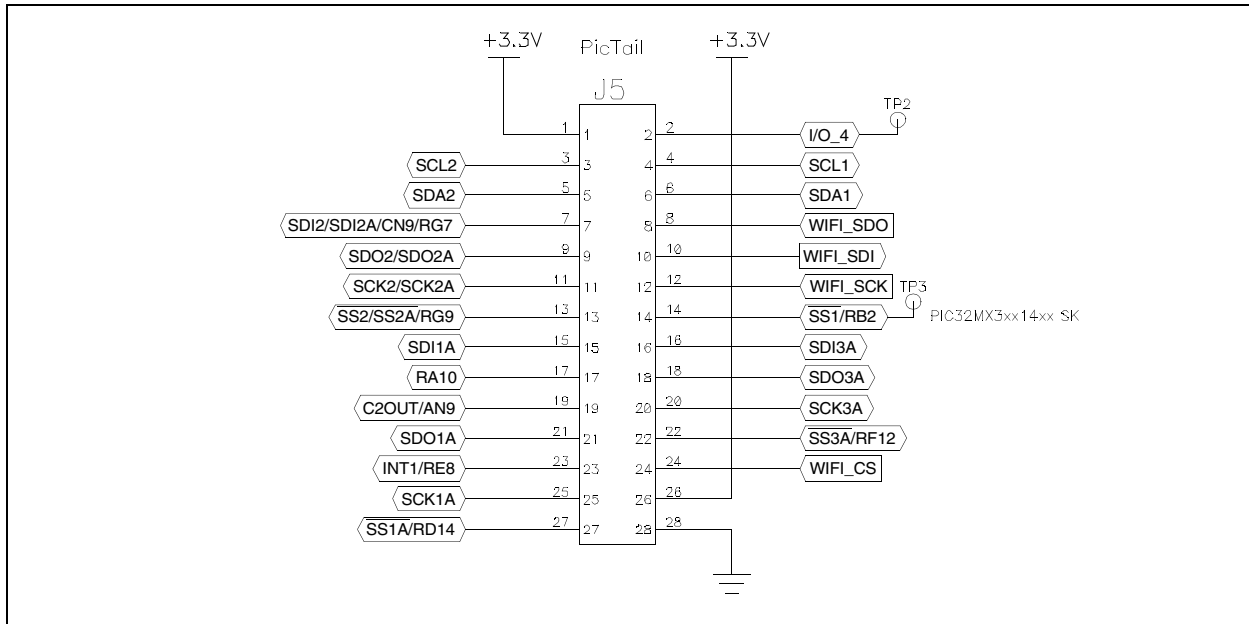 +3.3V PicTail +3.3V
J5
TP2
1 1 2 2 I/O_4
SCL2 3 3 4 4 SCL1
SDA2 5 5 6 6 SDA1
SDI2/SDI2A/CN9/RG7 7 7 8 8 WIFI_SDO
SDO2/SDO2A 9 9 10 10 WIFI_SDI
SCK2/SCK2A 11 11 12 12 WIFI_SCK
TP3
SS2/SS2A/RG9 13 13 14 14 SS1/RB2 PIC32MX3xx14xx SK
SDI1A 15 15 16 16 SDI3A
RA10 17 17 18 18 SDO3A
C2OUT/AN9 19 19 20 20 SCK3A
SDO1A 21 21 22 22 SS3A/RF12
INT1/RE8 23 23 24 24 WIFI_CS
SCK1A 25 25 26 26
SS1A/RD14 27 27 28 28